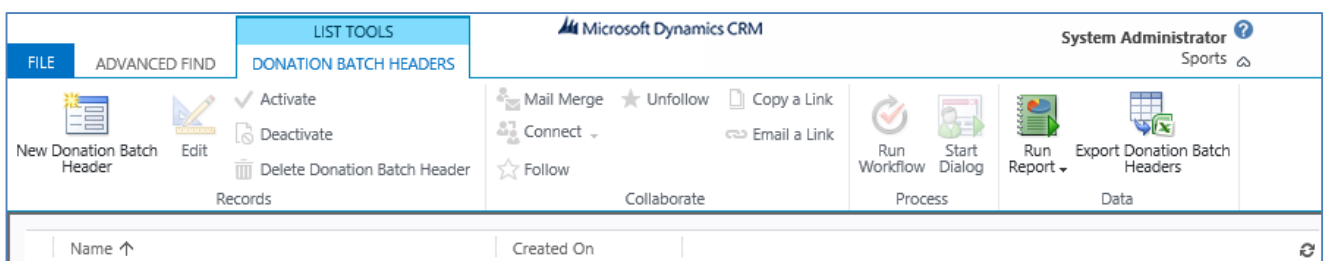 LIST TOOLS
Microsoft Dynamics CRM
System Administrator ?
Sports
FILE
ADVANCED FIND
DONATION BATCH HEADERS
New Donation Batch
Header
Edit
Activate
Deactivate
Delete Donation Batch Header
Records
Mail Merge
Unfollow
Copy a Link
Connect
Email a Link
Follow
Collaborate
Run
Workflow
Start
Dialog
Process
Run
Report
Export Donation Batch
Headers
Data
Name
Created On